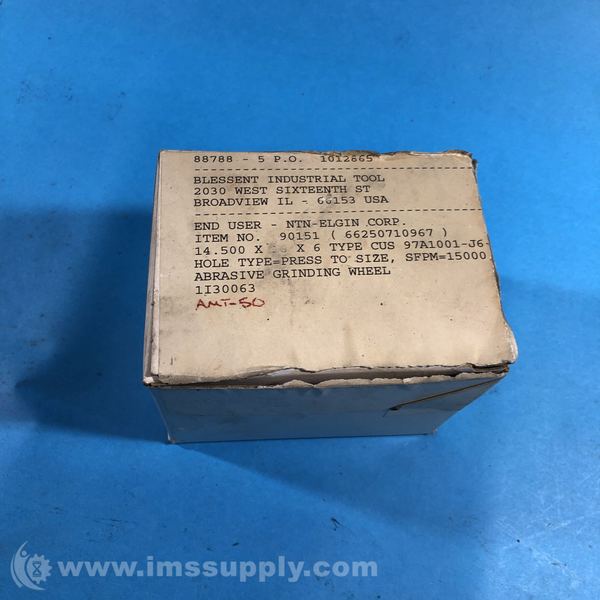 88788 - 5 P.O. 1012665
BLESSENT INDUSTRIAL TOOL
2030 WEST SIXTEENTH ST
BROADVIEW IL - 66153 USA
END USER - NTN-ELGIN CORP.
ITEM NO. 90151 ( 66250710967 )
14.500 X X 6 TYPE CUS 97A1001-J6-
HOLE TYPE=PRESS TO SIZE, SFPM=15000
ABRASIVE GRINDING WHEEL
1I30063
AMT-50
www.imssupply.com